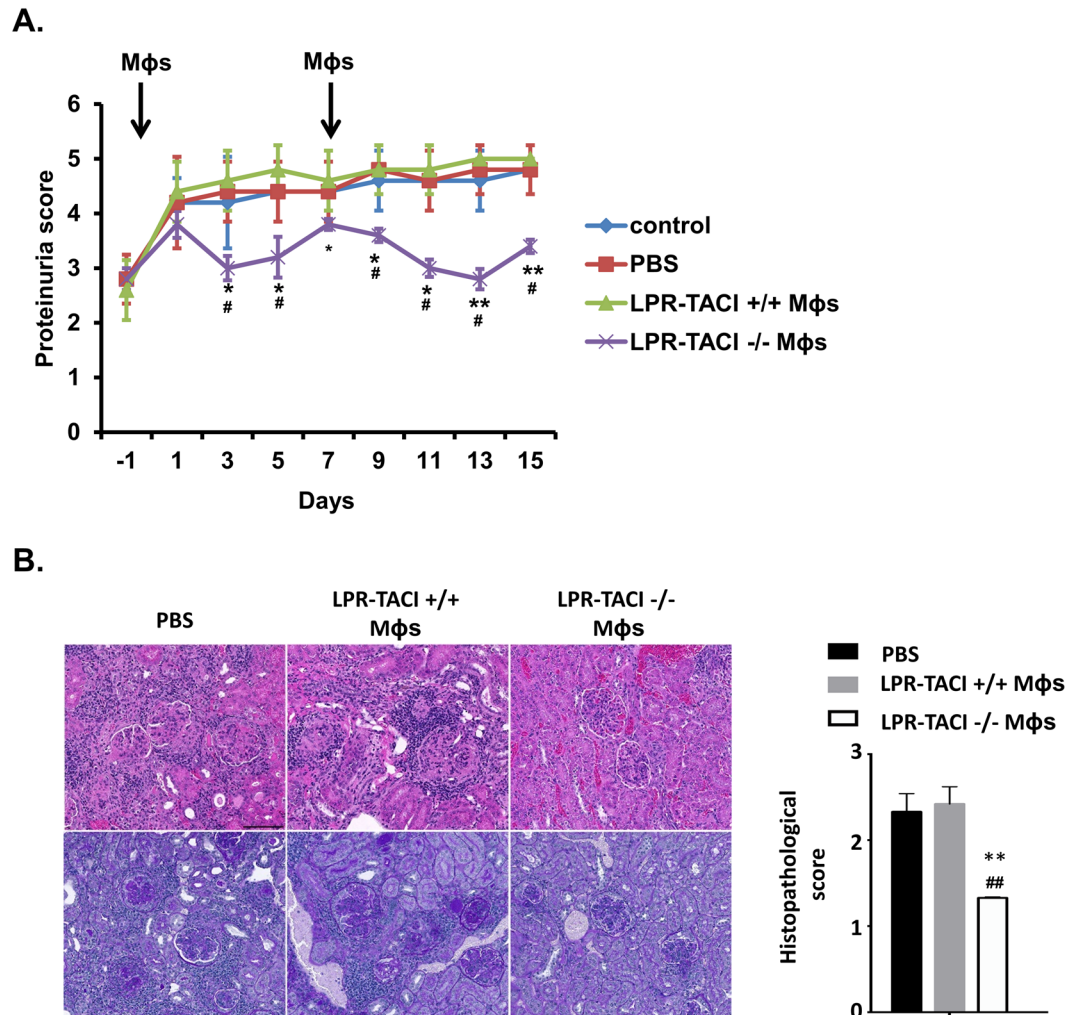 A.
Mϕs Mϕs
6
5
4
3
2
1
0
Proteinuria score
-1 1 3 5 7 9 11 13 15
Days
* * * * * ** **
# # # # # #
control
PBS
LPR-TACI +/+ Mϕs
LPR-TACI -/- Mϕs
B.
PBS
LPR-TACI +/+
Mϕs
LPR-TACI -/-
Mϕs
PBS
LPR-TACI +/+ Mϕs
LPR-TACI -/- Mϕs
3
2
1
0
Histopathological
score
**
##